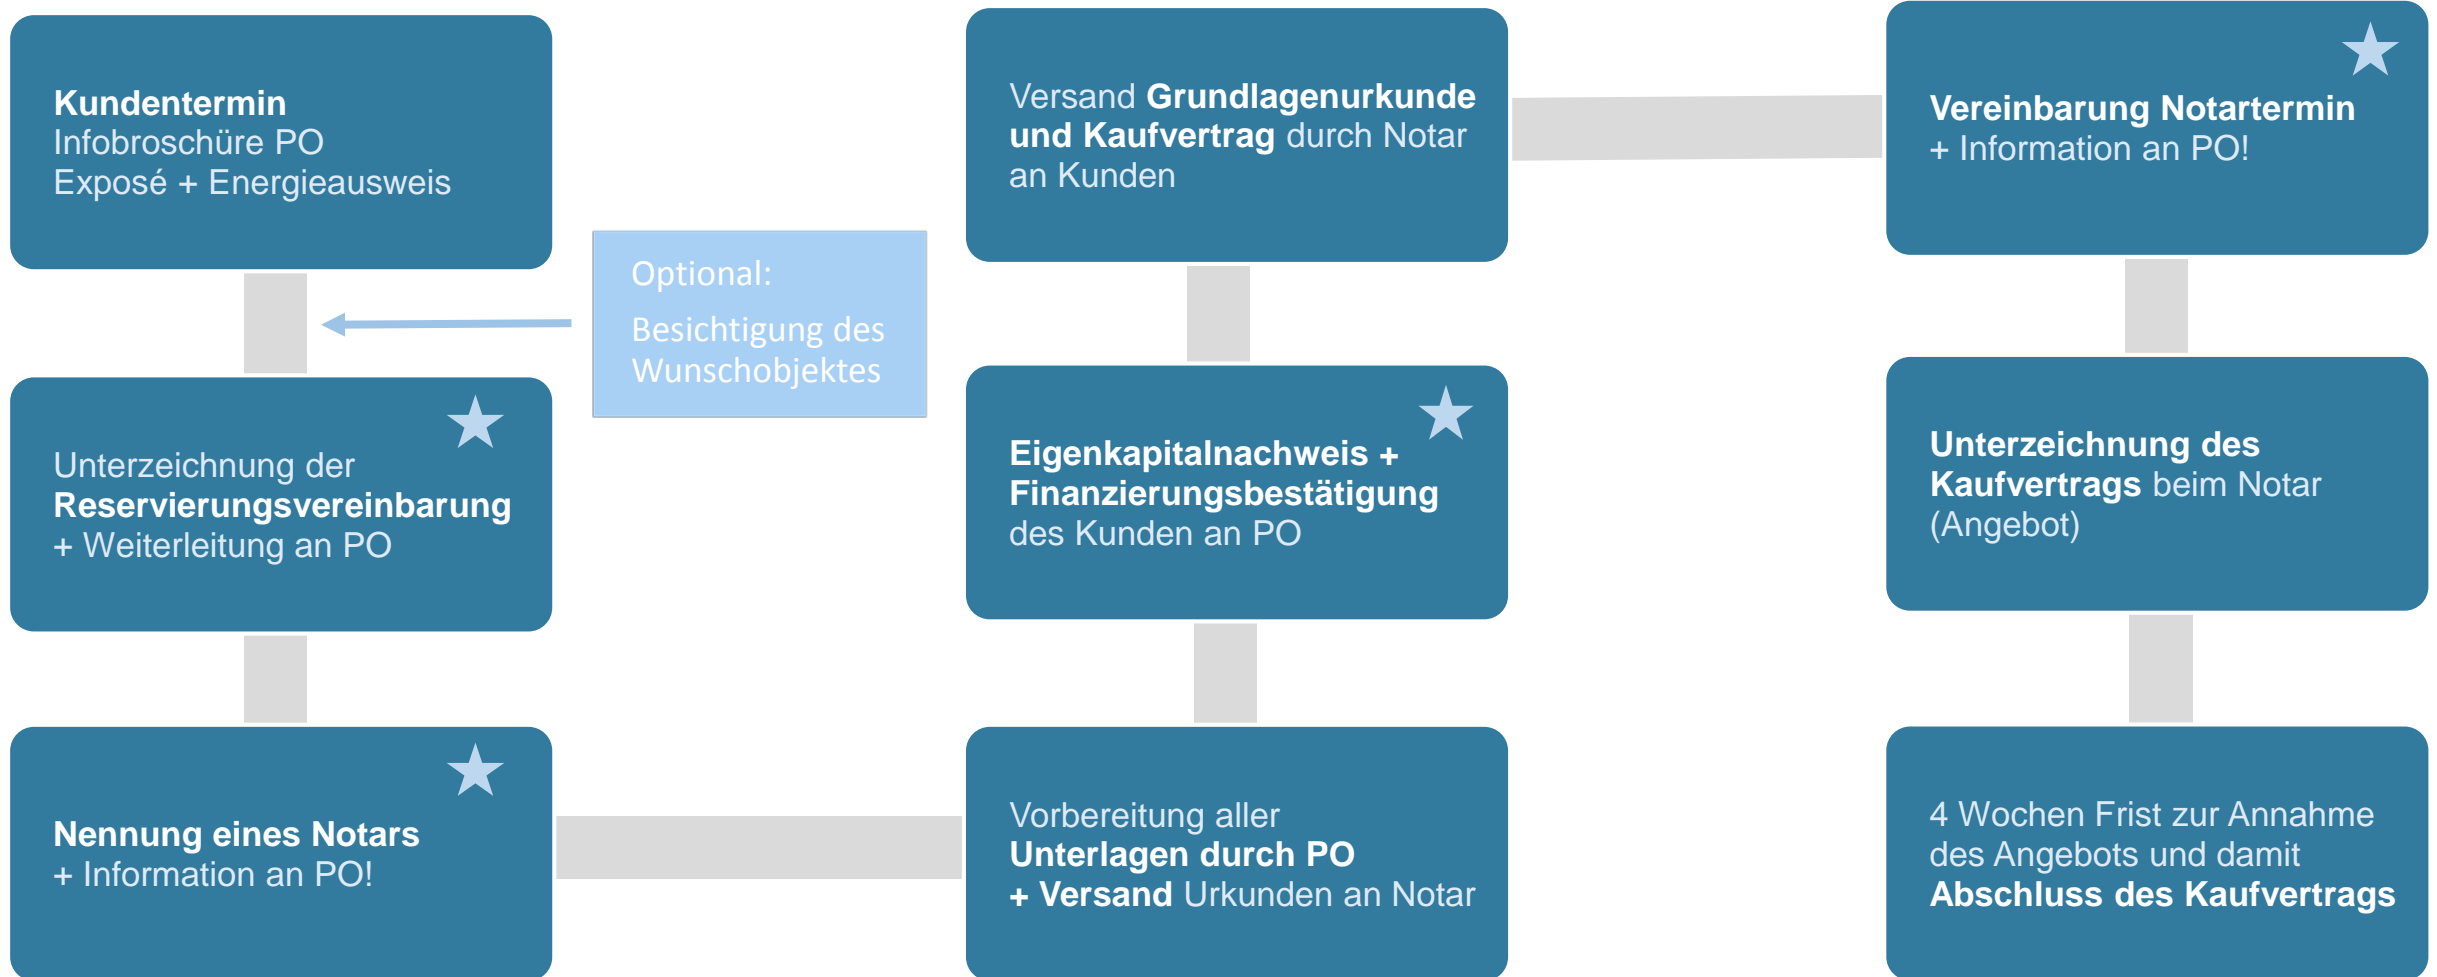 Kundentermin
Infobroschüre PO
Exposé + Energieausweis
Optional:
Besichtigung des
Wunschobjektes
Unterzeichnung der
Reservierungsvereinbarung
+ Weiterleitung an PO
Nennung eines Notars
+ Information an PO!
Vorbereitung aller
Unterlagen durch PO
+ Versand Urkunden an Notar
Eigenkapitalnachweis +
Finanzierungsbestätigung
des Kunden an PO
Versand Grundlagenurkunde
und Kaufvertrag durch Notar
an Kunden
Vereinbarung Notartermin
+ Information an PO!
Unterzeichnung des
Kaufvertrags beim Notar
(Angebot)
4 Wochen Frist zur Annahme
des Angebots und damit
Abschluss des Kaufvertrags